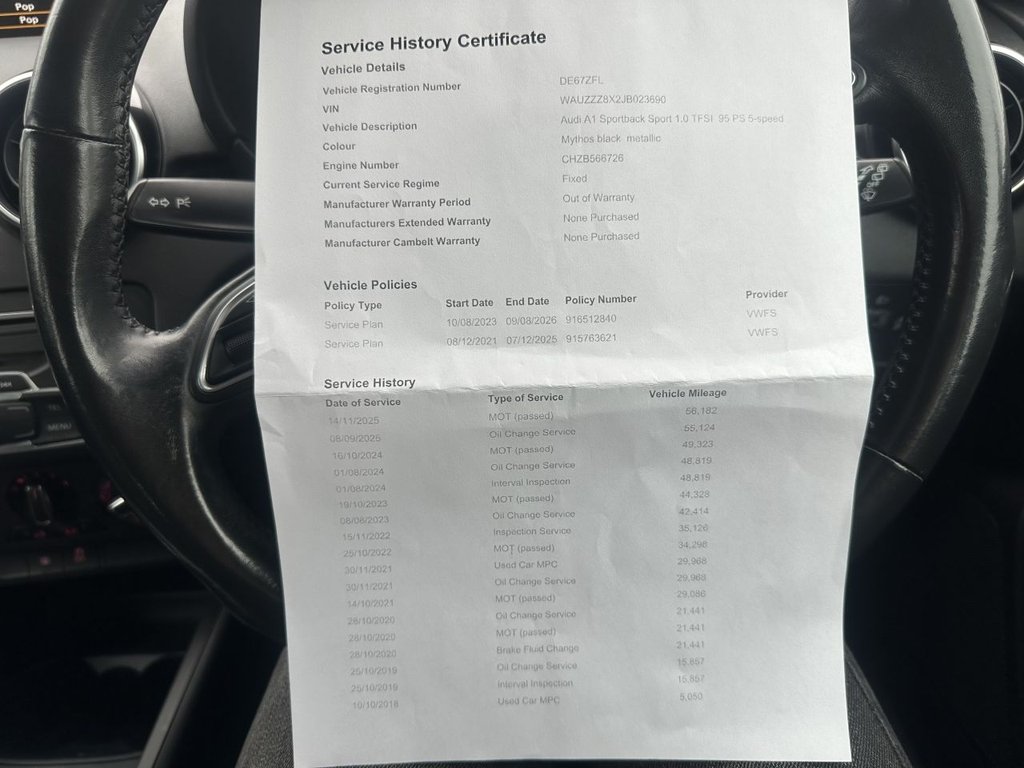 Pop
Pop
Service History Certificate
Vehicle Details
Vehicle Registration Number DE67ZFL
VIN WAUZZZ8X2JB023690
Vehicle Description Audi A1 Sportback Sport 1.0 TFSI 95 PS 5-speed
Colour Mythos black metallic
Engine Number CHZB566726
Current Service Regime Fixed
Manufacturer Warranty Period Out of Warranty
Manufacturers Extended Warranty None Purchased
Manufacturer Cambelt Warranty None Purchased
Vehicle Policies
Policy Type Start Date End Date Policy Number Provider
Service Plan 10/08/2023 09/08/2026 916512840 VWFS
Service Plan 08/12/2021 07/12/2025 915763621 VWFS
Service History
Date of Service Type of Service Vehicle Mileage
14/11/2025 MOT (passed) 56,182
08/09/2025 Oil Change Service 55,124
16/10/2024 MOT (passed) 49,323
01/08/2024 Oil Change Service 48,819
01/08/2024 Interval Inspection 48,819
19/10/2023 MOT (passed) 44,328
08/08/2023 Oil Change Service 42,414
15/11/2022 Inspection Service 35,126
25/10/2022 MOT (passed) 34,298
30/11/2021 Used Car MPC 29,968
30/11/2021 Oil Change Service 29,968
14/10/2021 MOT (passed) 29,086
28/10/2020 Oil Change Service 21,441
28/10/2020 MOT (passed) 21,441
28/10/2020 Brake Fluid Change 21,441
25/10/2019 Oil Change Service 15,857
25/10/2019 Interval Inspection 15,857
10/10/2018 Used Car MPC 5,050
MENU